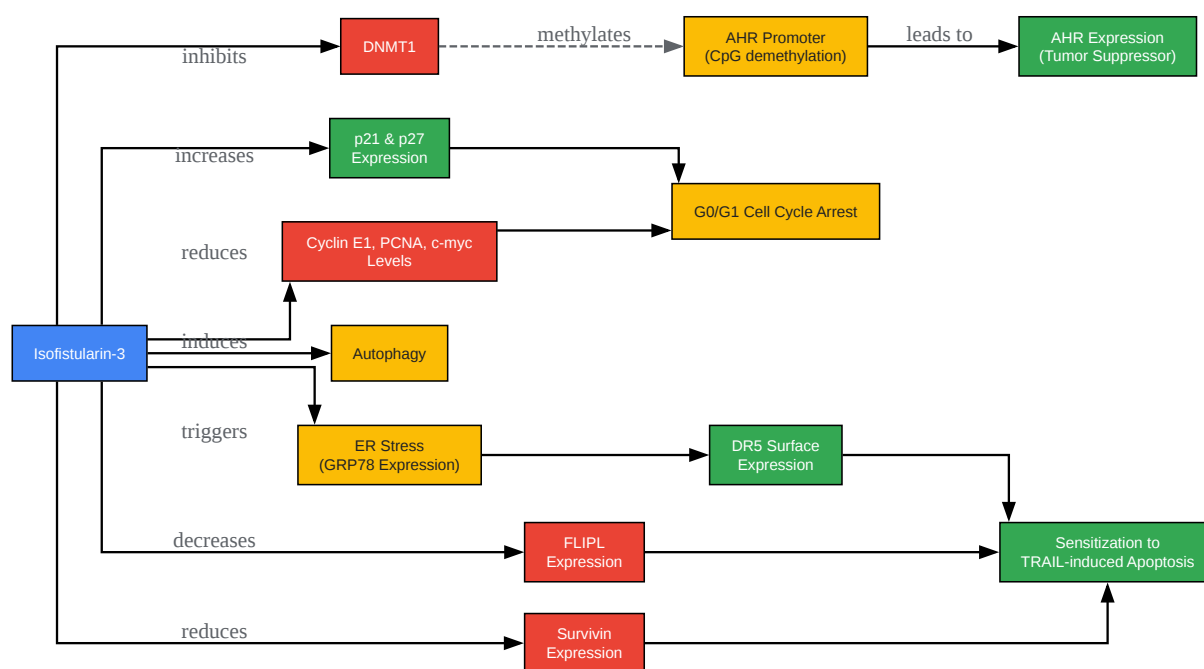 DNMT1
methylates
AHR Promoter
(CpG demethylation)
leads to
AHR Expression
(Tumor Suppressor)
inhibits
p21 & p27
Expression
increases
G0/G1 Cell Cycle Arrest
Cyclin E1, PCNA, c-myc
Levels
reduces
Isofistularin-3
induces
Autophagy
triggers
ER Stress
(GRP78 Expression)
DR5 Surface
Expression
decreases
FLIPL
Expression
Sensitization to
TRAIL-induced Apoptosis
reduces
Survivin
Expression